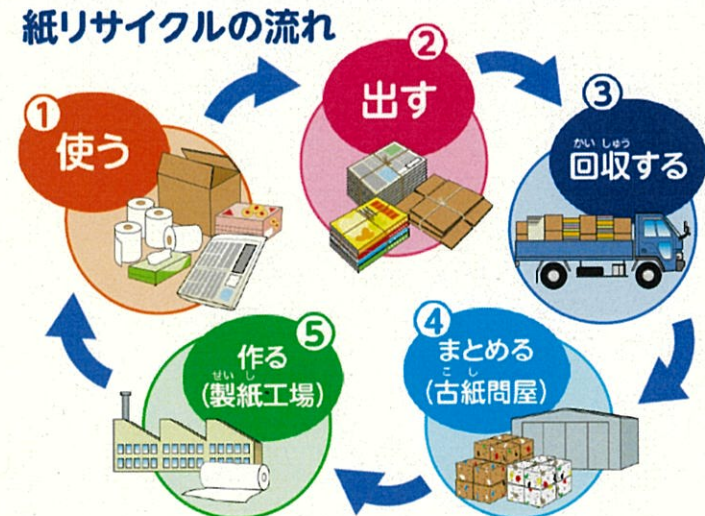 紙リサイクルの流れ
①
使う
②
出す
③
かいしゅう
回収する
④
まとめる
こし
(古紙問屋)
⑤
作る
せいし
(製紙工場)